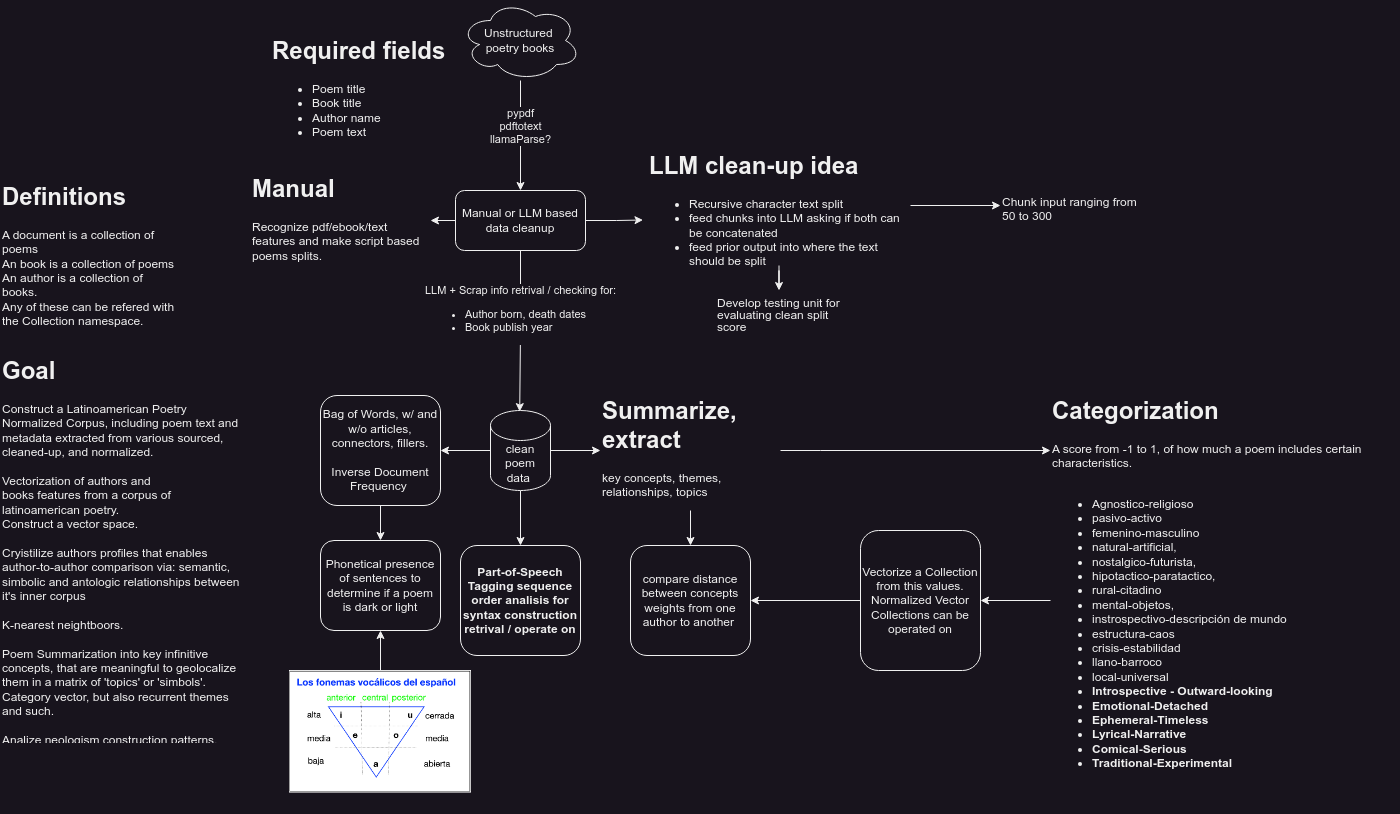 Unstructured
poetry books
Required fields
Poem title
Book title
Author name
Poem text
pypdf
pdftotext
llamaParse?
LLM clean-up idea
Recursive character text split
feed chunks into LLM asking if both can
be concatenated
feed prior output into where the text
should be split
Chunk input ranging from
50 to 300
Develop testing unit for
evaluating clean split
score
Manual
Recognize pdf/ebook/text
features and make script based
poems splits.
Manual or LLM based
data cleanup
LLM + Scrap info retrival / checking for:
Author born, death dates
Book publish year
Definitions
A document is a collection of
poems
An book is a collection of poems
An author is a collection of
books.
Any of these can be refered with
the Collection namespace.
Goal
Construct a Latinoamerican Poetry
Normalized Corpus, including poem text and
metadata extracted from various sourced,
cleaned-up, and normalized.
Vectorization of authors and
books features from a corpus of
latinoamerican poetry.
Construct a vector space.
Cryistilize authors profiles that enables
author-to-author comparison via: semantic,
simbolic and antologic relationships between
it's inner corpus
K-nearest neightboors.
Poem Summarization into key infinitive
concepts, that are meaningful to geolocalize
them in a matrix of 'topics' or 'simbols'.
Category vector, but also recurrent themes
and such.
Analize neologism construction patterns.
Bag of Words, w/ and
w/o articles,
connectors, fillers.
Inverse Document
Frequency
clean
poem
data
Summarize,
extract
key concepts, themes,
relationships, topics
Categorization
A score from -1 to 1, of how much a poem includes certain
characteristics.
Agnostico-religioso
pasivo-activo
femenino-masculino
natural-artificial,
nostalgico-futurista,
hipotactico-paratactico,
rural-citadino
mental-objetos,
instrospectivo-descripción de mundo
estructura-caos
crisis-estabilidad
llano-barroco
local-universal
Introspective - Outward-looking
Emotional-Detached
Ephemeral-Timeless
Lyrical-Narrative
Comical-Serious
Traditional-Experimental
Phonetical presence
of sentences to
determine if a poem
is dark or light
Part-of-Speech
Tagging sequence
order analisis for
syntax construction
retrival / operate on
compare distance
between concepts
weights from one
author to another
Vectorize a Collection
from this values.
Normalized Vector
Collections can be
operated on
Los fonemas vocálicos del español
anterior central posterior
alta i u cerrada
media e o media
baja a abierta